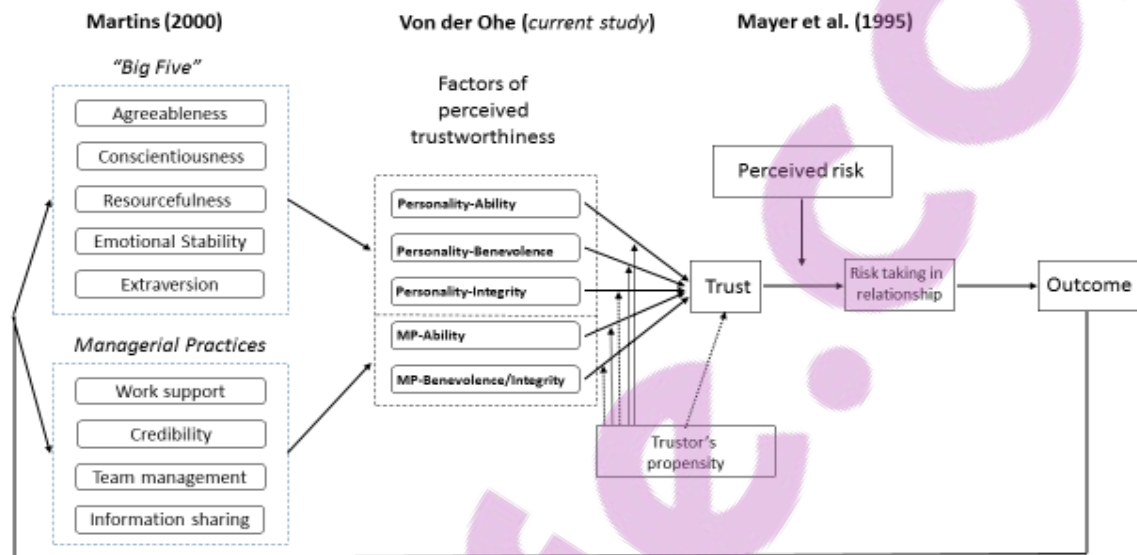 Martins (2000)
Von der Ohe (current study)
Mayer et al. (1995)
"Big Five"
Agreeableness
Conscientiousness
Resourcefulness
Emotional Stability
Extraversion
Managerial Practices
Work support
Credibility
Team management
Information sharing
Factors of
perceived
trustworthiness
Personality-Ability
Personality-Benevolence
Personality-Integrity
MP-Ability
MP-Benevolence/Integrity
Perceived risk
Trust
Risk taking in
relationship
Outcome
Trustor's
propensity